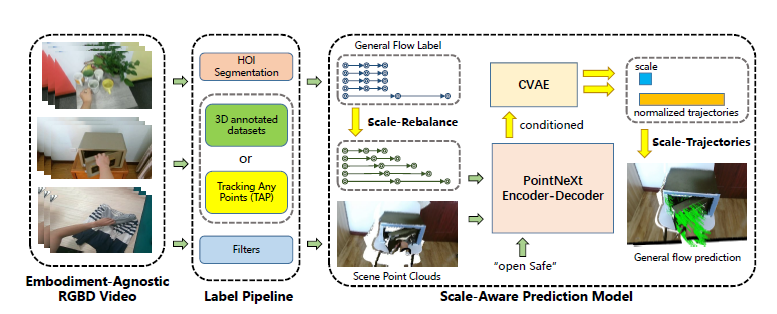 General Flow Label
HOI
Segmentation
3D annotated
datasets
or
Tracking Any
Points (TAP)
Filters
Scale-Rebalance
CVAE
conditioned
scale
normalized trajectories
Scale-Trajectories
PointNeXt
Encoder-Decoder
Scene Point Clouds
"open Safe"
General flow prediction
Embodiment-Agnostic
RGBD Video
Label Pipeline
Scale-Aware Prediction Model